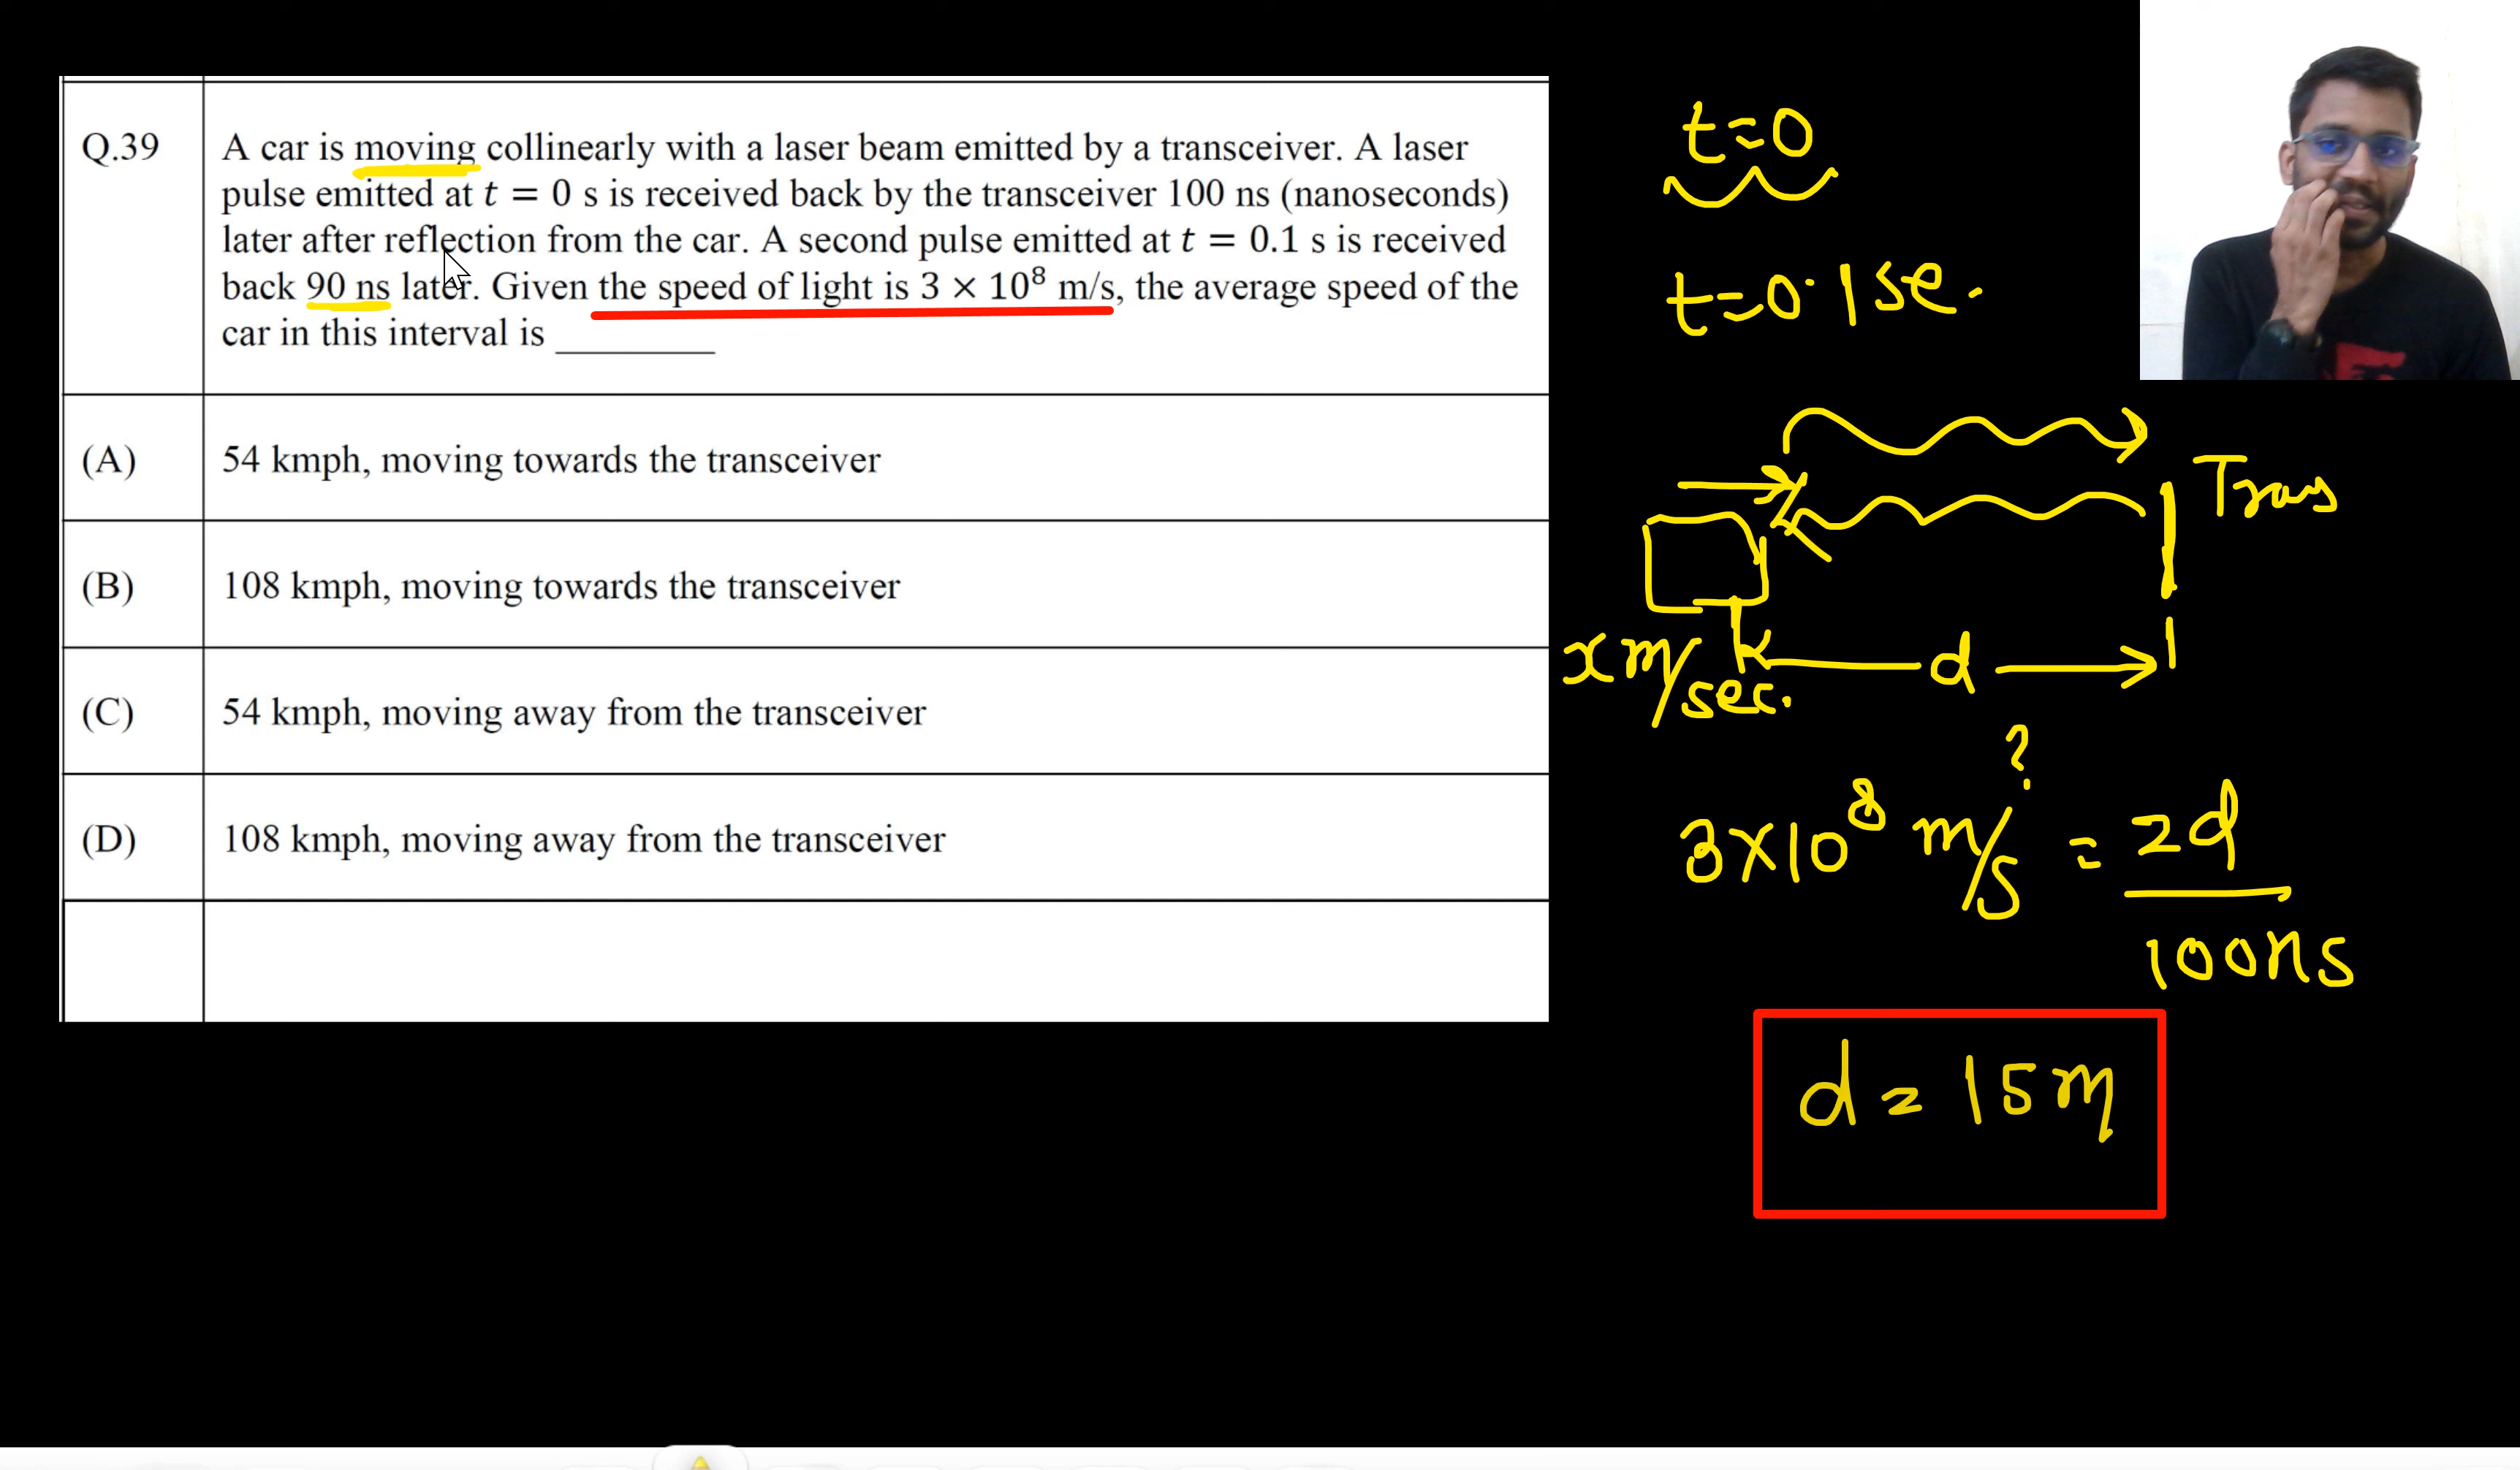 Q.39
A car is moving collinearly with a laser beam emitted by a transceiver. A laser
pulse emitted at t = 0 s is received back by the transceiver 100 ns (nanoseconds)
later after reflection from the car. A second pulse emitted at t = 0.1 s is received
back 90 ns later. Given the speed of light is 3 × 10⁸ m/s, the average speed of the
car in this interval is ________
(A) 54 kmph, moving towards the transceiver
(B) 108 kmph, moving towards the transceiver
(C) 54 kmph, moving away from the transceiver
(D) 108 kmph, moving away from the transceiver
t=0
t=0.1se.
Trans
x m/sec.
d
?
3×10⁸ m/s = 2d
100ns
d = 15m